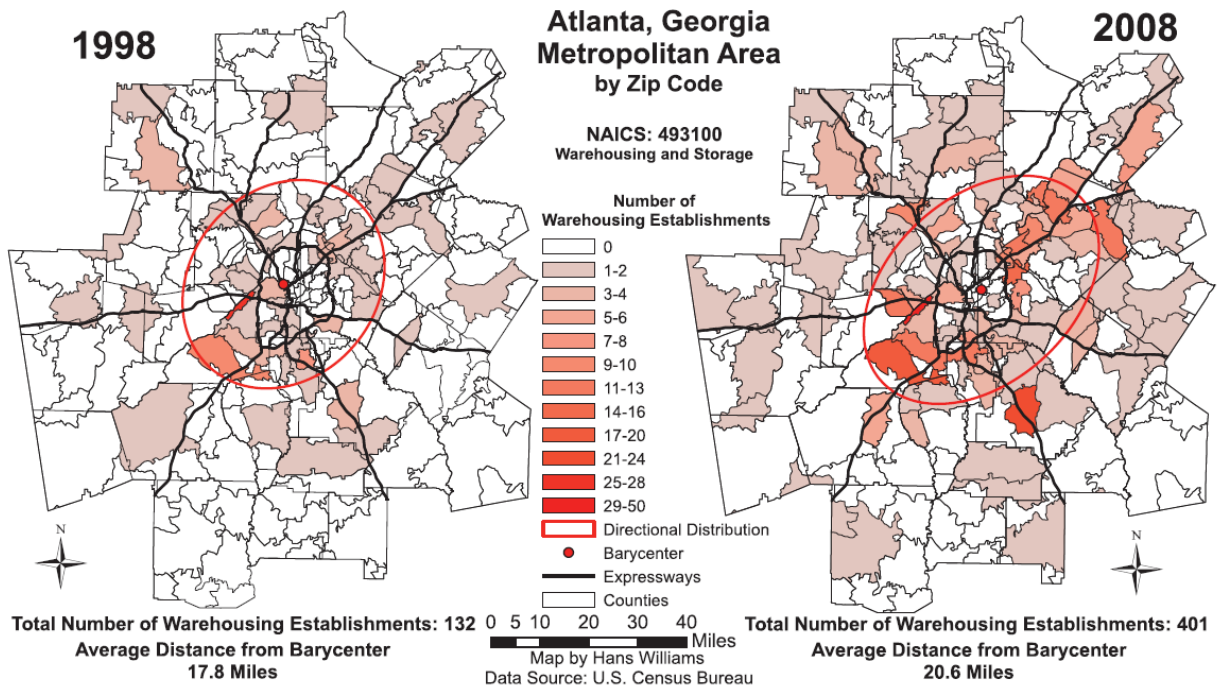 1998
Atlanta, Georgia
Metropolitan Area
by Zip Code
2008
NAICS: 493100
Warehousing and Storage
Number of
Warehousing Establishments
0
1-2
3-4
5-6
7-8
9-10
11-13
14-16
17-20
21-24
25-28
29-50
Directional Distribution
Barycenter
Expressways
Counties
N
N
Total Number of Warehousing Establishments: 132
Average Distance from Barycenter
17.8 Miles
0 5 10 20 30 40
Miles
Map by Hans Williams
Data Source: U.S. Census Bureau
Total Number of Warehousing Establishments: 401
Average Distance from Barycenter
20.6 Miles